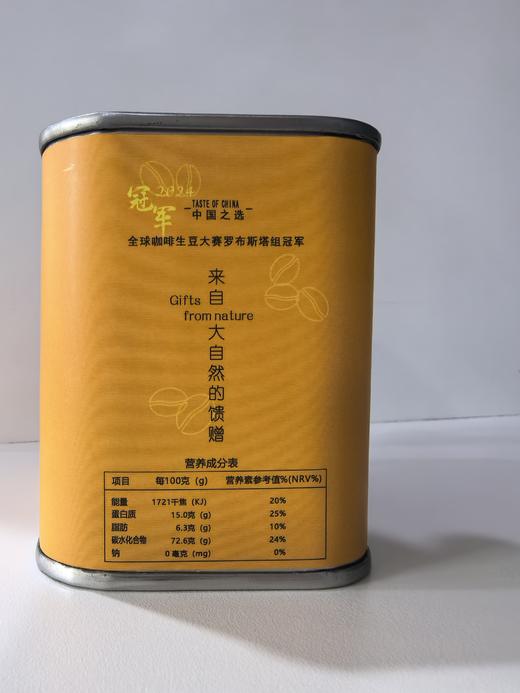 冠军2024
TASTE OF CHINA
中国之选
全球咖啡生豆大赛罗布斯塔组冠军
Gifts
from nature
来自大自然的馈赠
营养成分表
项目 每100克 (g) 营养素参考值%(NRV%)
能量 1721千焦 (KJ) 20%
蛋白质 15.0克 (g) 25%
脂肪 6.3克 (g) 10%
碳水化合物 72.6克 (g) 24%
钠 0 毫克 (mg) 0%